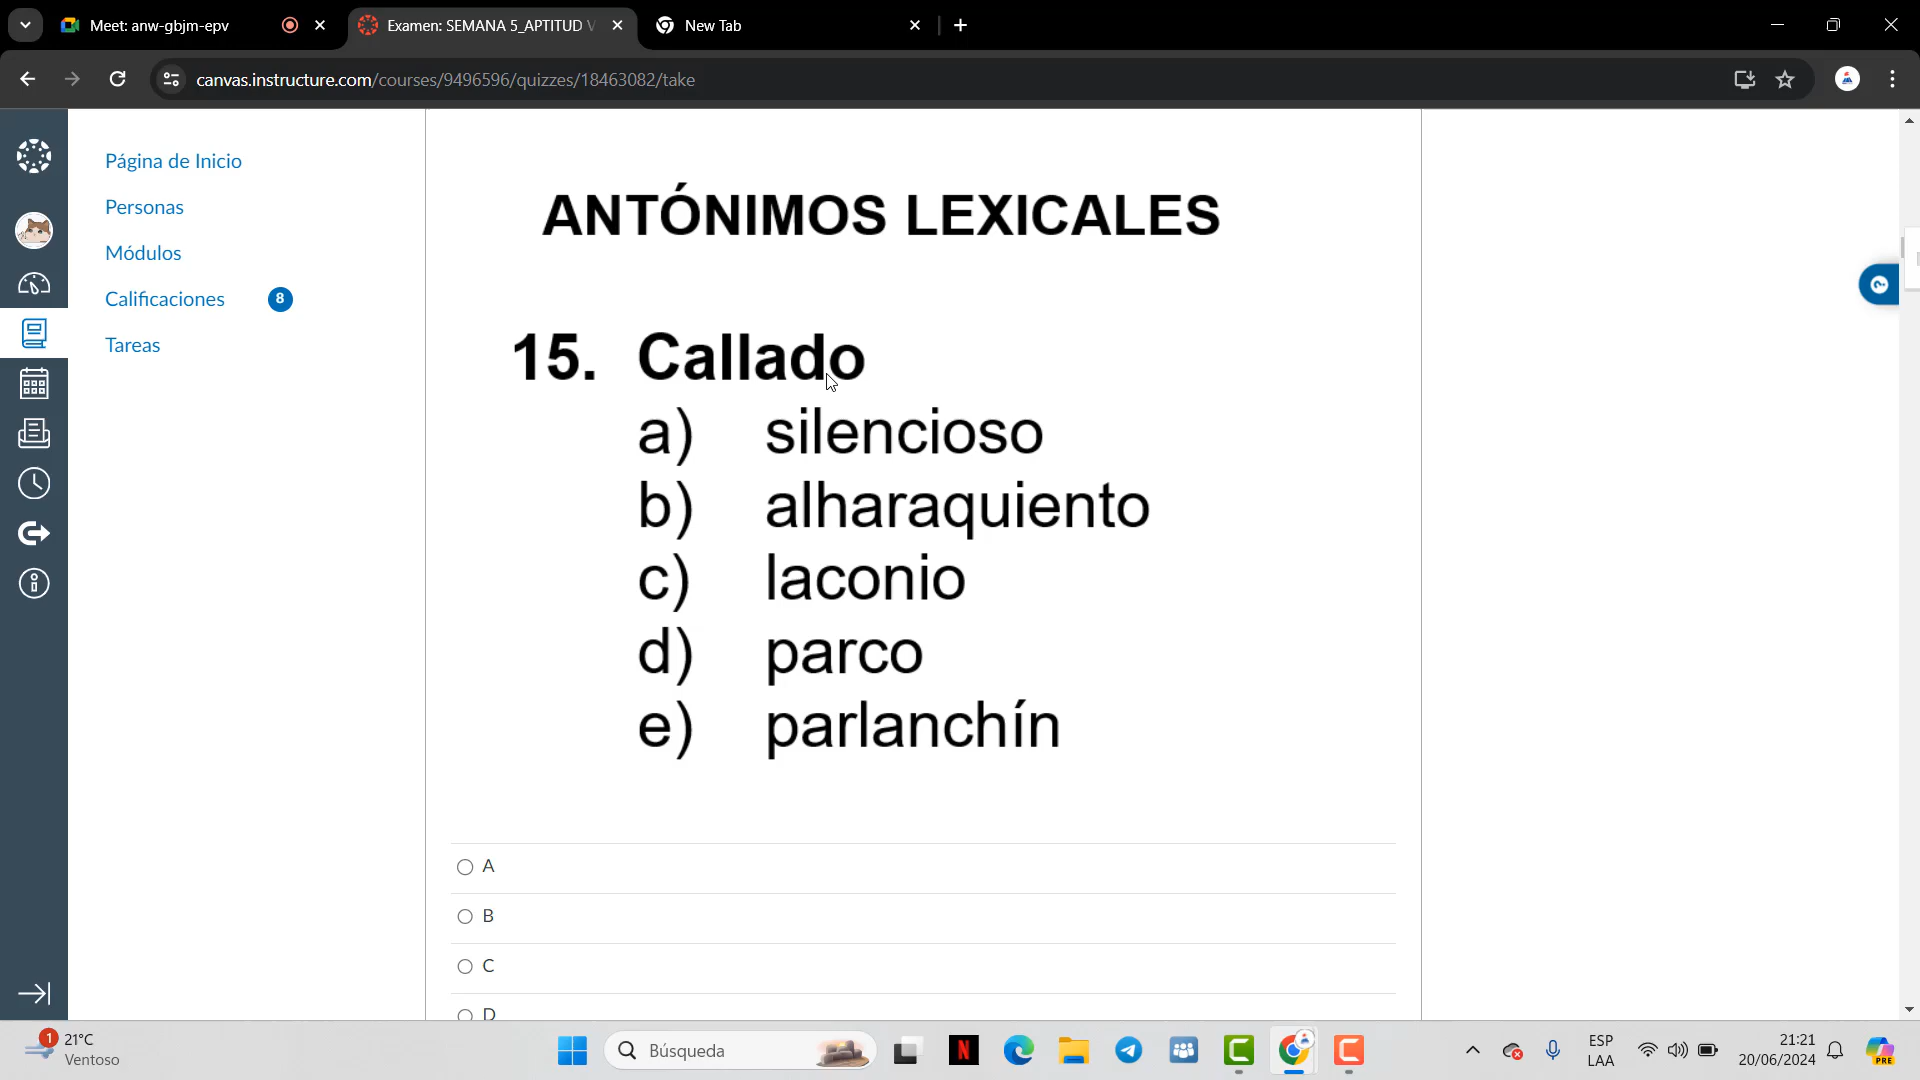 Meet: anw-gbjm-epv
Examen: SEMANA 5_APTITUD V
New Tab
canvas.instructure.com/courses/9496596/quizzes/18463082/take
Página de Inicio
Personas
Módulos
Calificaciones 8
Tareas
ANTÓNIMOS LEXICALES
15. Callado
a) silencioso
b) alharaquiento
c) laconio
d) parco
e) parlanchín
A
B
C
D
1
21°C
Ventoso
Búsqueda
N
ESP
LAA
21:21
20/06/2024
PRE